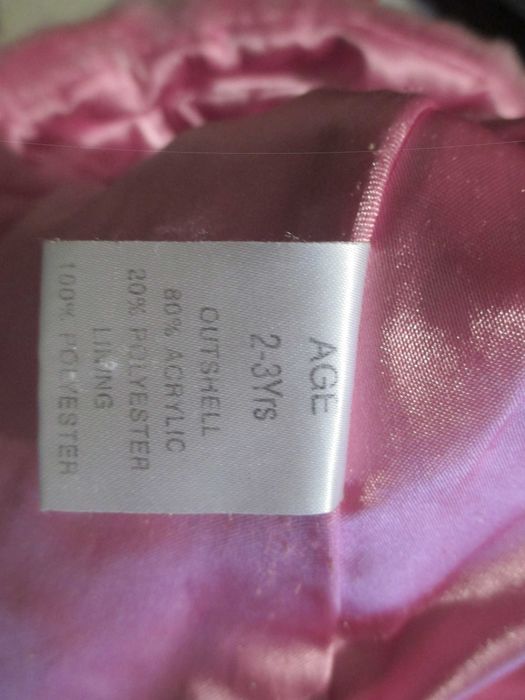 AGE
2-3Yrs
OUTSHELL
80% ACRYLIC
20% POLYESTER
LINING
100% POLYESTER